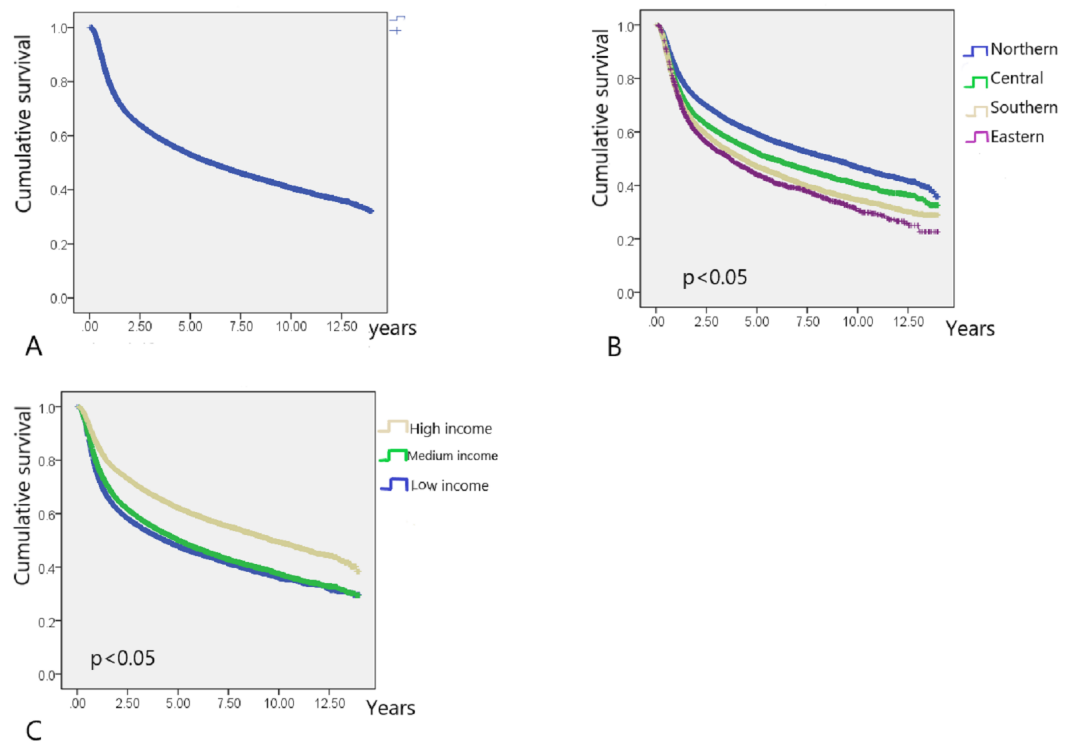 Cumulative survival
1.0
0.8
0.6
0.4
0.2
0.0
.00 2.50 5.00 7.50 10.00 12.50 years
A
Cumulative survival
1.0
0.8
0.6
0.4
0.2
0.0
.00 2.50 5.00 7.50 10.00 12.50 Years
p<0.05
Northern
Central
Southern
Eastern
B
Cumulative survival
1.0
0.8
0.6
0.4
0.2
0.0
.00 2.50 5.00 7.50 10.00 12.50 Years
p<0.05
High income
Medium income
Low income
C